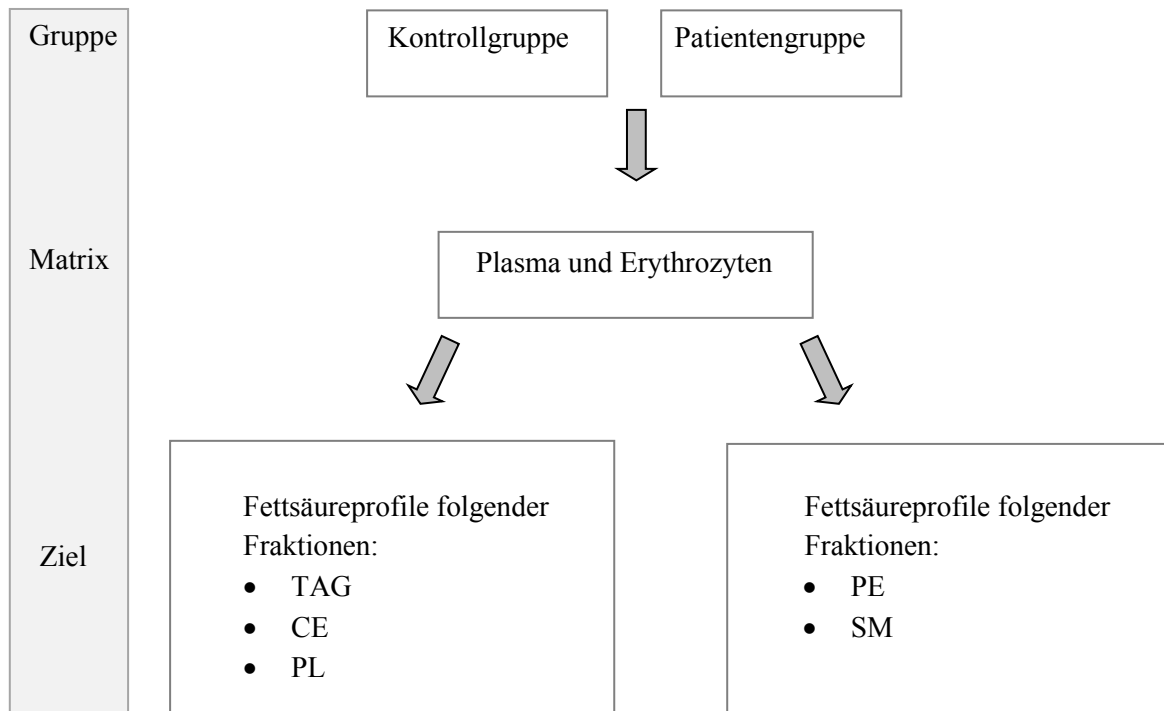 Gruppe
Kontrollgruppe
Patientengruppe
Matrix
Plasma und Erythrozyten
Ziel
Fettsäureprofile folgender
Fraktionen:
• TAG
• CE
• PL
Fettsäureprofile folgender
Fraktionen:
• PE
• SM